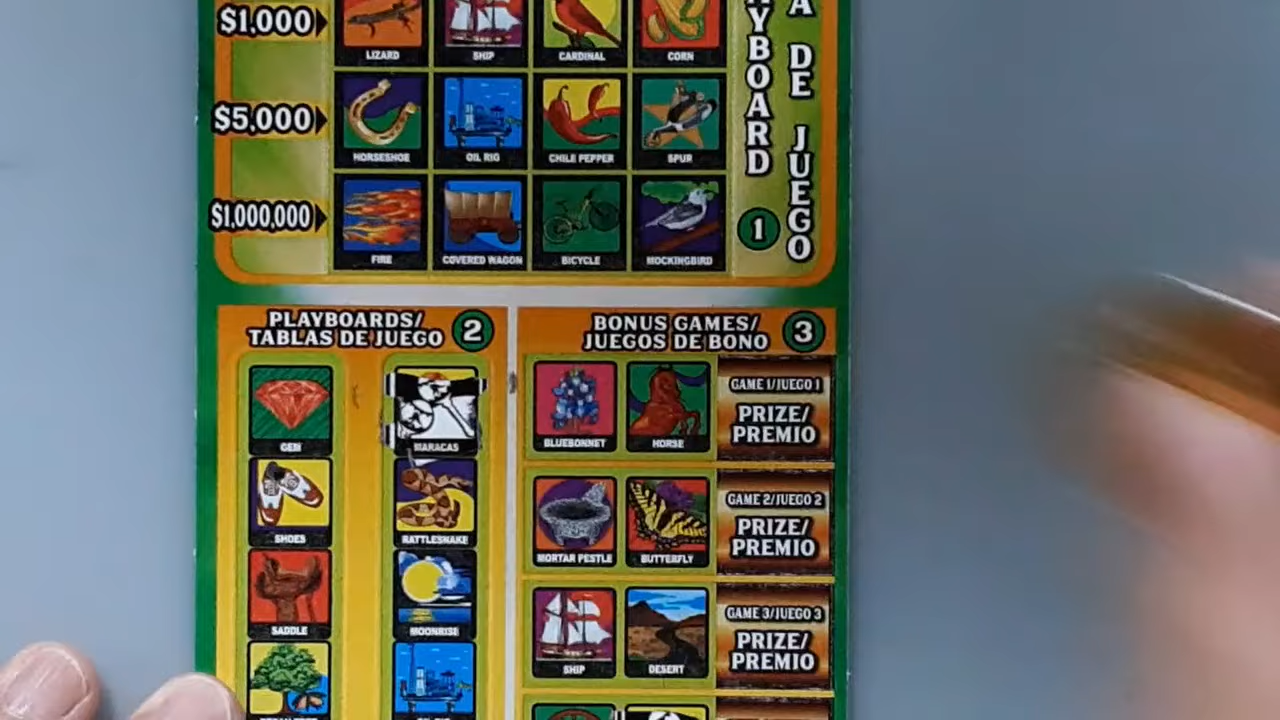 $1,000
LIZARD
SHIP
CARDINAL
CORN
$5,000
HORSESHOE
OIL RIG
CHILE PEPPER
SPUR
$1,000,000
FIRE
COVERED WAGON
BICYCLE
MOCKINGBIRD
YBOARD
A DE JUEGO
1
PLAYBOARDS/
TABLAS DE JUEGO
2
GEM
MARACAS
SHOES
RATTLESNAKE
SADDLE
MOONRISE
OIL RIG
BONUS GAMES/
JUEGOS DE BONO
3
BLUEBONNET
HORSE
GAME 1/JUEGO 1
PRIZE/
PREMIO
MORTAR PESTLE
BUTTERFLY
GAME 2/JUEGO 2
PRIZE/
PREMIO
SHIP
DESERT
GAME 3/JUEGO 3
PRIZE/
PREMIO